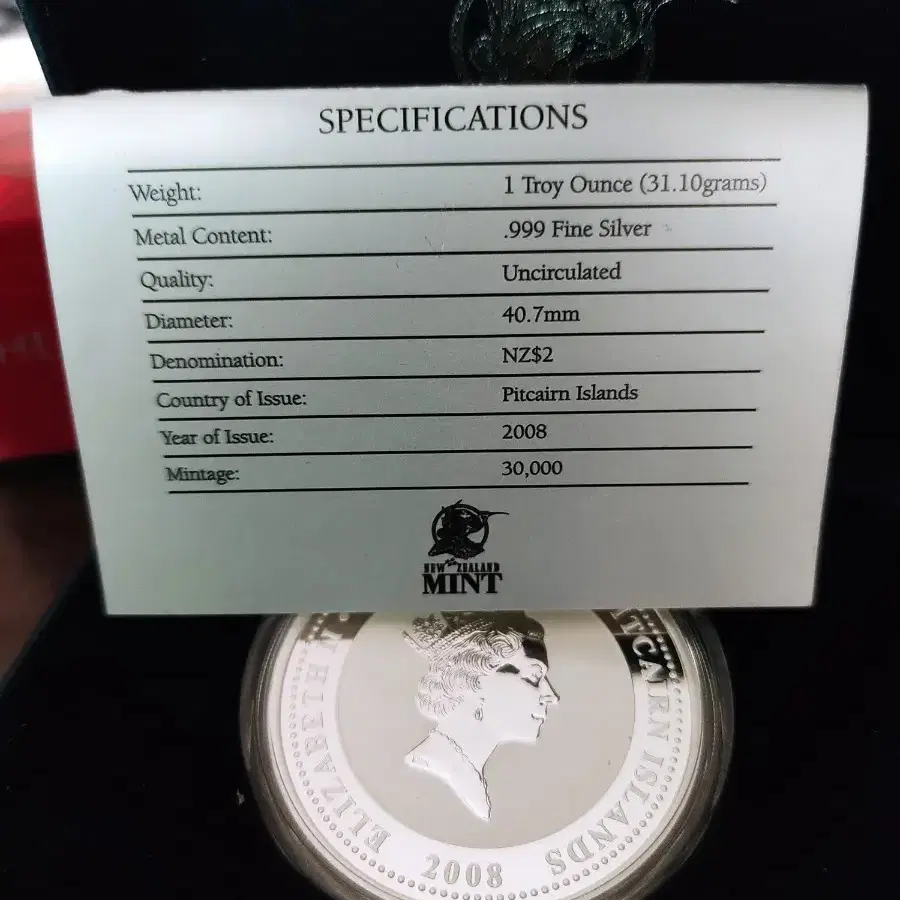 SPECIFICATIONS
Weight: 1 Troy Ounce (31.10grams)
Metal Content: .999 Fine Silver
Quality: Uncirculated
Diameter: 40.7mm
Denomination: NZ$2
Country of Issue: Pitcairn Islands
Year of Issue: 2008
Mintage: 30,000
NEW ZEALAND
MINT
ELIZABETH II
ITCAIRN ISLANDS
2008